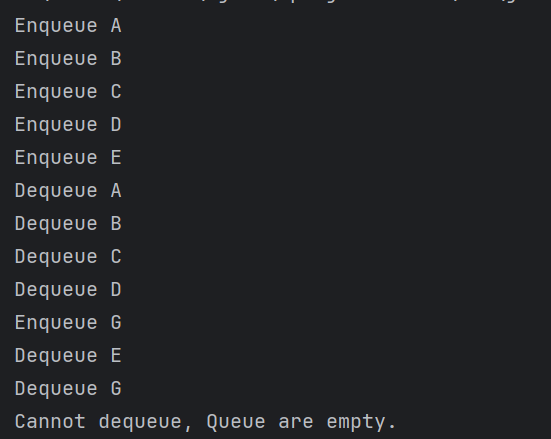 Enqueue A
Enqueue B
Enqueue C
Enqueue D
Enqueue E
Dequeue A
Dequeue B
Dequeue C
Dequeue D
Enqueue G
Dequeue E
Dequeue G
Cannot dequeue, Queue are empty.